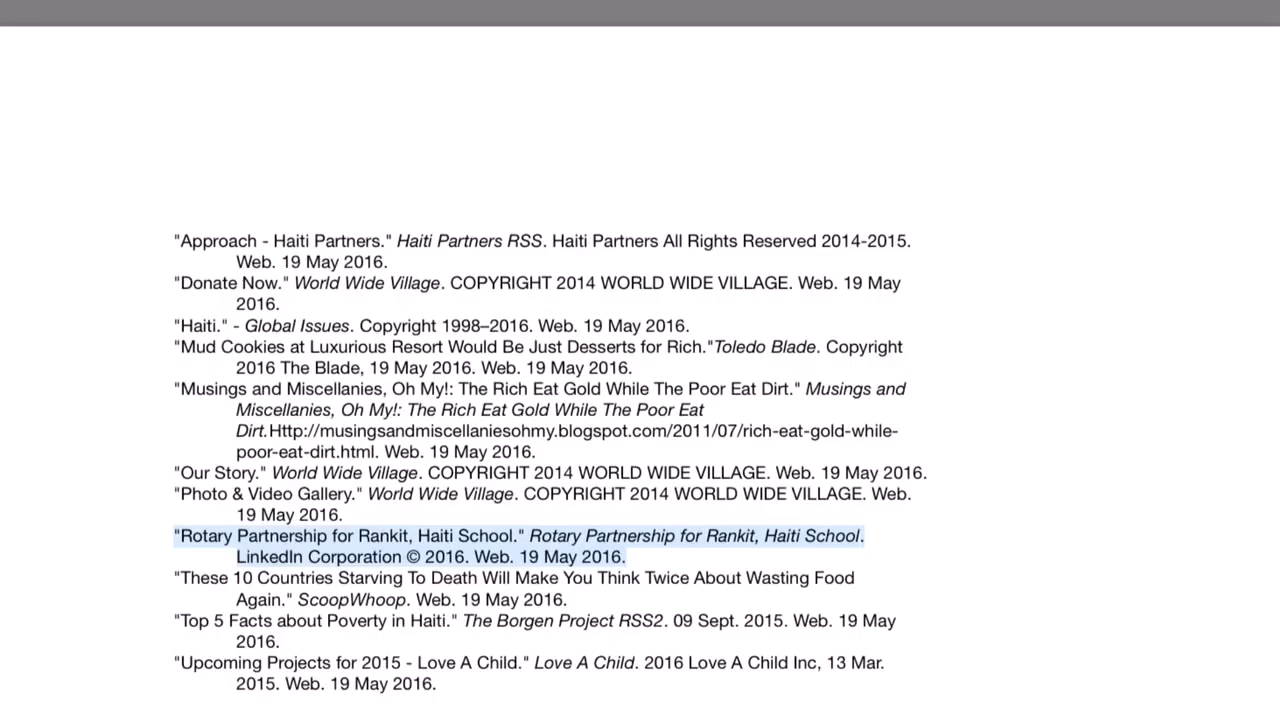 "Approach - Haiti Partners." Haiti Partners RSS. Haiti Partners All Rights Reserved 2014-2015.
Web. 19 May 2016.
"Donate Now." World Wide Village. COPYRIGHT 2014 WORLD WIDE VILLAGE. Web. 19 May
2016.
"Haiti." - Global Issues. Copyright 1998–2016. Web. 19 May 2016.
"Mud Cookies at Luxurious Resort Would Be Just Desserts for Rich."Toledo Blade. Copyright
2016 The Blade, 19 May 2016. Web. 19 May 2016.
"Musings and Miscellanies, Oh My!: The Rich Eat Gold While The Poor Eat Dirt." Musings and
Miscellanies, Oh My!: The Rich Eat Gold While The Poor Eat
Dirt.Http://musingsandmiscellaniesohmy.blogspot.com/2011/07/rich-eat-gold-while-
poor-eat-dirt.html. Web. 19 May 2016.
"Our Story." World Wide Village. COPYRIGHT 2014 WORLD WIDE VILLAGE. Web. 19 May 2016.
"Photo & Video Gallery." World Wide Village. COPYRIGHT 2014 WORLD WIDE VILLAGE. Web.
19 May 2016.
"Rotary Partnership for Rankit, Haiti School." Rotary Partnership for Rankit, Haiti School.
LinkedIn Corporation © 2016. Web. 19 May 2016.
"These 10 Countries Starving To Death Will Make You Think Twice About Wasting Food
Again." ScoopWhoop. Web. 19 May 2016.
"Top 5 Facts about Poverty in Haiti." The Borgen Project RSS2. 09 Sept. 2015. Web. 19 May
2016.
"Upcoming Projects for 2015 - Love A Child." Love A Child. 2016 Love A Child Inc, 13 Mar.
2015. Web. 19 May 2016.